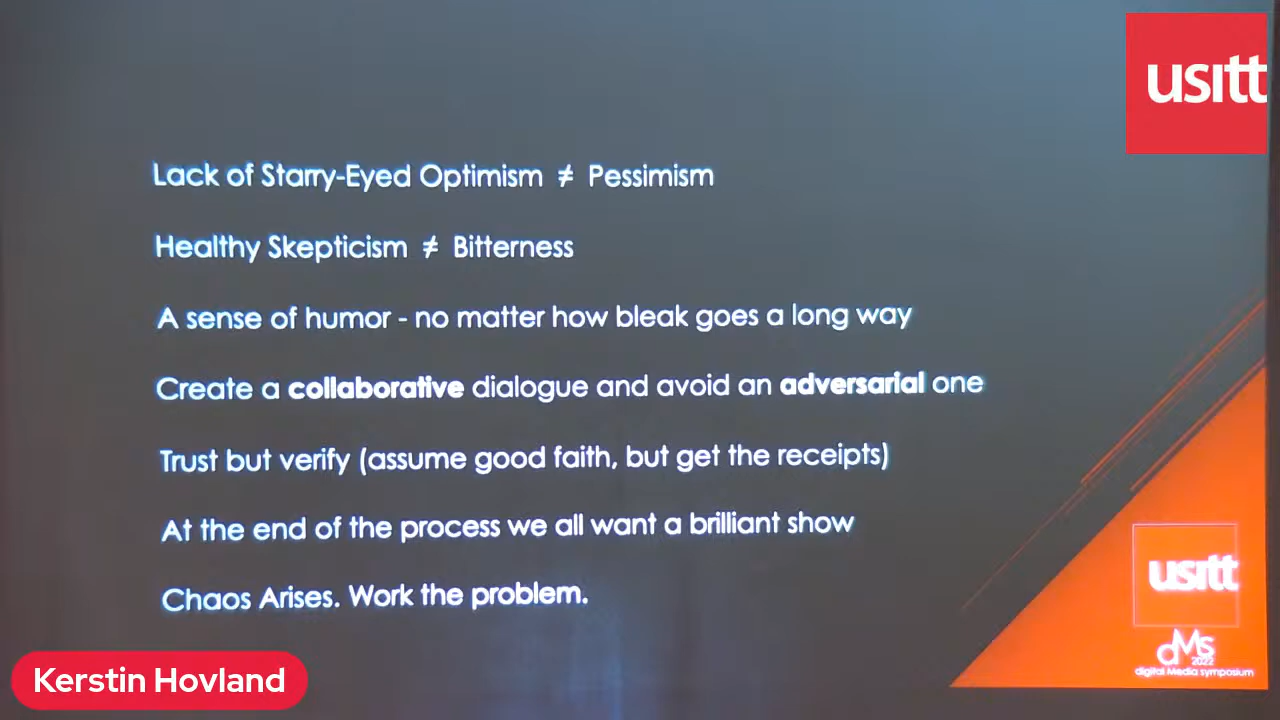 usitt
Lack of Starry-Eyed Optimism ≠ Pessimism
Healthy Skepticism ≠ Bitterness
A sense of humor - no matter how bleak goes a long way
Create a collaborative dialogue and avoid an adversarial one
Trust but verify (assume good faith, but get the receipts)
At the end of the process we all want a brilliant show
Chaos Arises. Work the problem.
usitt
dMs
2022
digital Media symposium
Kerstin Hovland